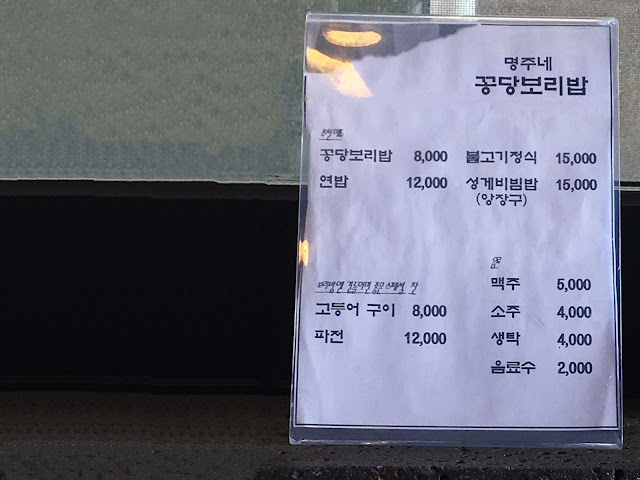 명주네
꽁당보리밥
꽁당보리밥 8,000 불고기정식 15,000
연밥 12,000 성게비빔밥 15,000
(앙장구)
고등어 구이 8,000
파전 12,000
맥주 5,000
소주 4,000
생탁 4,000
음료수 2,000